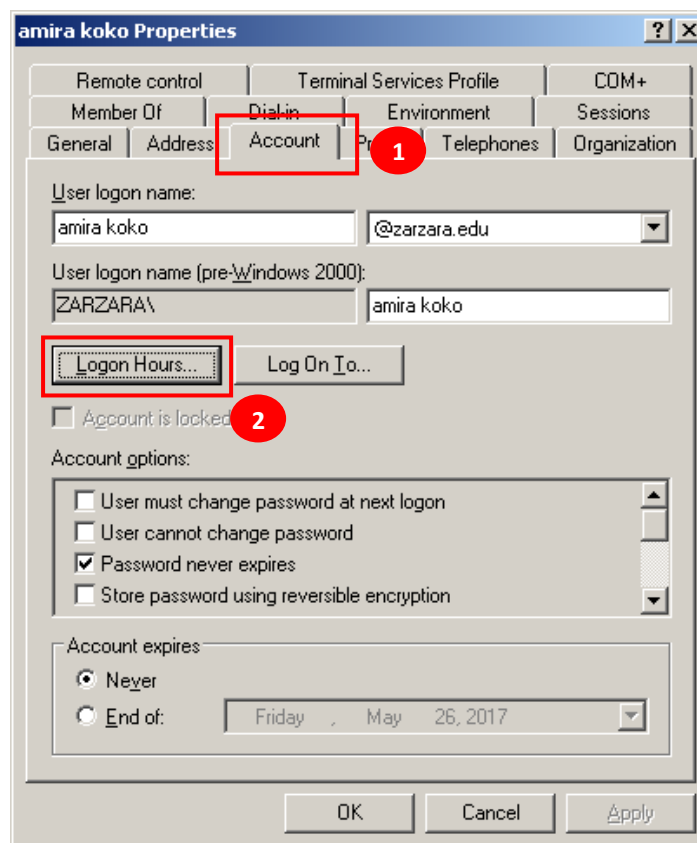 amira koko Properties
Remote control Terminal Services Profile COM+
Member Of Dial-in Environment Sessions
General Address Account Telephones Organization
1
User logon name:
amira koko @zarzara.edu
User logon name (pre-Windows 2000):
ZARZARA\ amira koko
Logon Hours... Log On To...
Account is locked
2
Account options:
User must change password at next logon
User cannot change password
Password never expires
Store password using reversible encryption
Account expires
Never
End of: Friday , May 26, 2017
OK Cancel Apply